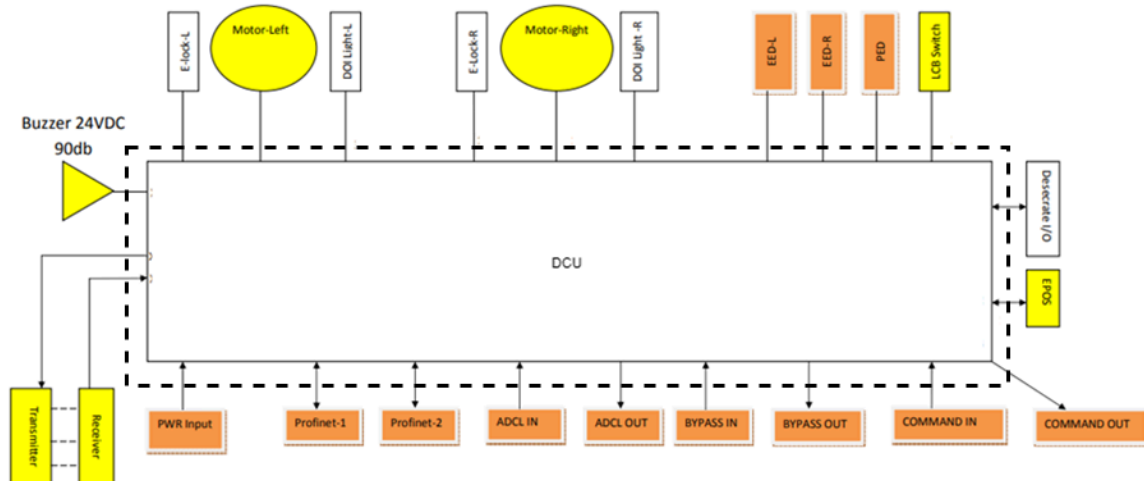 E-lock-L
Motor-Left
DOI Light-L
E-Lock-R
Motor-Right
DOI Light -R
EED-L
EED-R
PED
LCB Switch
Buzzer 24VDC
90db
Desecrate I/O
DCU
EPOS
Transmitter
Receiver
PWR Input
Profinet-1
Profinet-2
ADCL IN
ADCL OUT
BYPASS IN
BYPASS OUT
COMMAND IN
COMMAND OUT